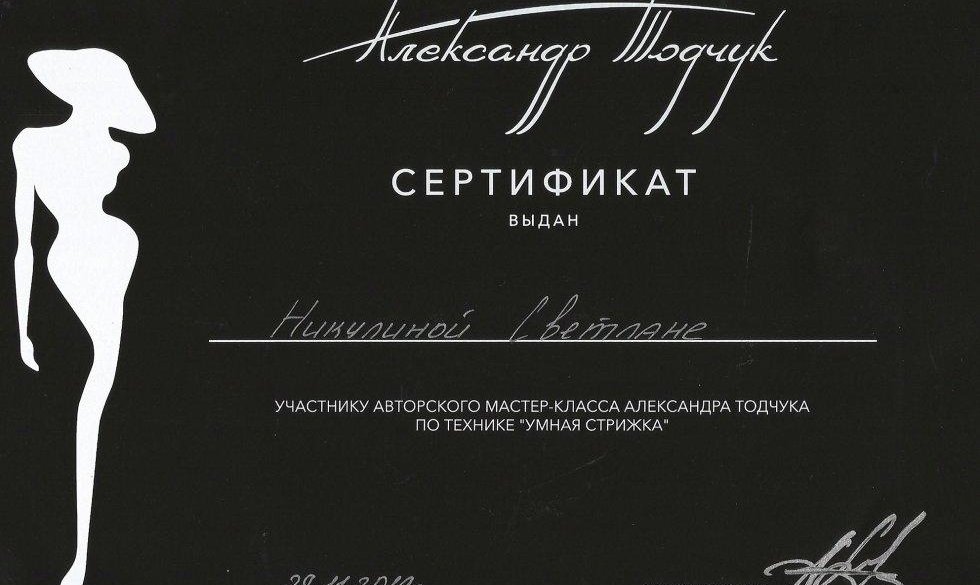 Александр Тодчук
СЕРТИФИКАТ
ВЫДАН
Никулиной Светлане
УЧАСТНИКУ АВТОРСКОГО МАСТЕР-КЛАССА АЛЕКСАНДРА ТОДЧУКА
ПО ТЕХНИКЕ "УМНАЯ СТРИЖКА"